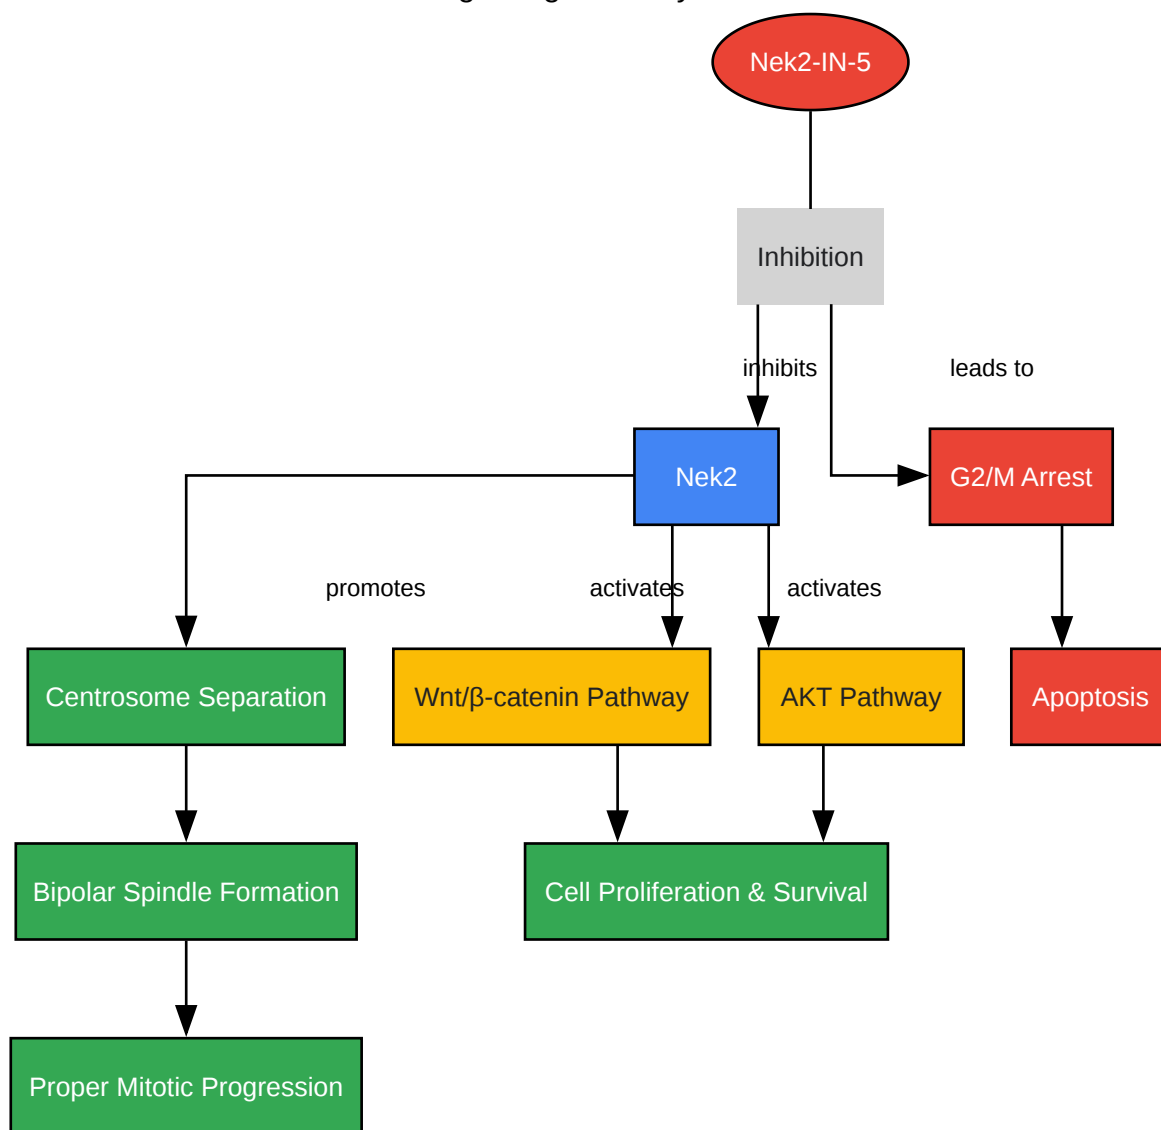 Nek2-IN-5
Inhibition
inhibits
leads to
Nek2
G2/M Arrest
promotes
activates
activates
Centrosome Separation
Wnt/β-catenin Pathway
AKT Pathway
Apoptosis
Bipolar Spindle Formation
Cell Proliferation & Survival
Proper Mitotic Progression